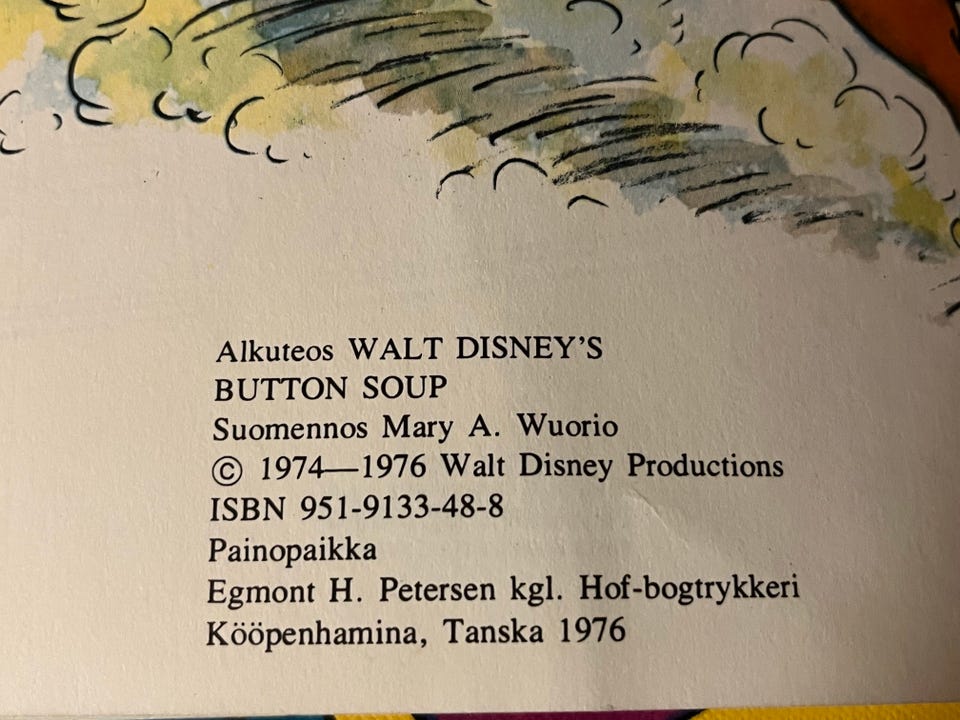 Alkuteos WALT DISNEY’S
BUTTON SOUP
Suomennos Mary A. Wuorio
© 1974—1976 Walt Disney Productions
ISBN 951-9133-48-8
Painopaikka
Egmont H. Petersen kgl. Hof-bogtrykkeri
Kööpenhamina, Tanska 1976